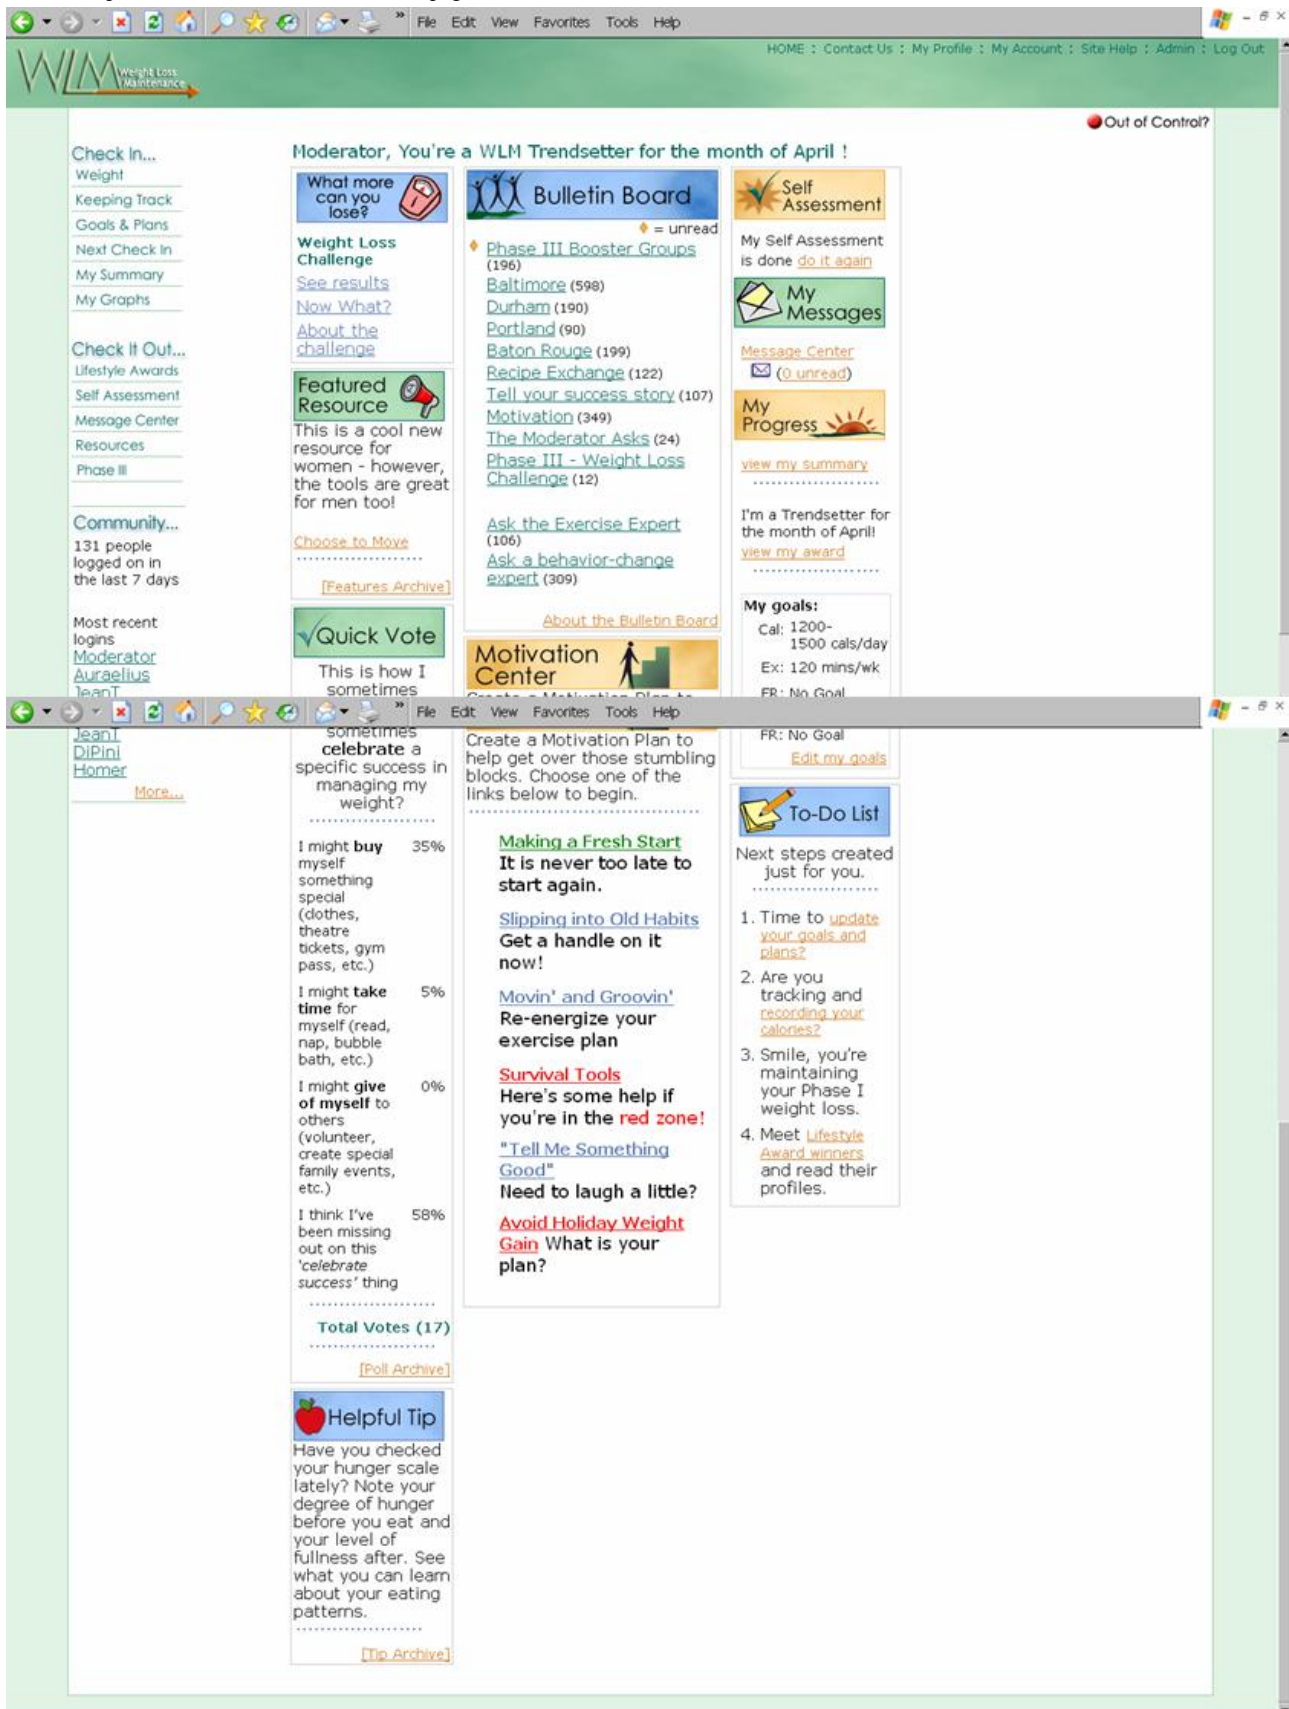 File Edit View Favorites Tools Help
HOME : Contact Us : My Profile : My Account : Site Help : Admin : Log Out
WLM Weight Loss
Maintenance
Out of Control?
Check In...
Weight
Keeping Track
Goals & Plans
Next Check In
My Summary
My Graphs
Check It Out...
Lifestyle Awards
Self Assessment
Message Center
Resources
Phase III
Community...
131 people
logged on in
the last 7 days
Most recent
logins
Moderator
Auraelius
JeanT
Moderator, You're a WLM Trendsetter for the month of April !
What more
can you
lose?
Weight Loss
Challenge
See results
Now What?
About the
challenge
Featured
Resource
This is a cool new
resource for
women - however,
the tools are great
for men too!
Choose to Move
[Features Archive]
Quick Vote
This is how I
sometimes
Bulletin Board
= unread
Phase III Booster Groups
(196)
Baltimore (598)
Durham (190)
Portland (90)
Baton Rouge (199)
Recipe Exchange (122)
Tell your success story (107)
Motivation (349)
The Moderator Asks (24)
Phase III - Weight Loss
Challenge (12)
Ask the Exercise Expert
(106)
Ask a behavior-change
expert (309)
About the Bulletin Board
Motivation
Center
Create a Motivation Plan to
Self
Assessment
My Self Assessment
is done do it again
My
Messages
Message Center
(0 unread)
My
Progress
view my summary
I'm a Trendsetter for
the month of April!
view my award
My goals:
Cal: 1200-
1500 cals/day
Ex: 120 mins/wk
FR: No Goal
File Edit View Favorites Tools Help
JeanT
DiPini
Homer
More...
sometimes
celebrate a
specific success in
managing my
weight?
I might buy 35%
myself
something
special
(clothes,
theatre
tickets, gym
pass, etc.)
I might take 5%
time for
myself (read,
nap, bubble
bath, etc.)
I might give 0%
of myself to
others
(volunteer,
create special
family events,
etc.)
I think I've 58%
been missing
out on this
'celebrate
success' thing
Total Votes (17)
[Poll Archive]
Helpful Tip
Have you checked
your hunger scale
lately? Note your
degree of hunger
before you eat and
your level of
fullness after. See
what you can learn
about your eating
patterns.
[Tip Archive]
Create a Motivation Plan to
help get over those stumbling
blocks. Choose one of the
links below to begin.
Making a Fresh Start
It is never too late to
start again.
Slipping into Old Habits
Get a handle on it
now!
Movin' and Groovin'
Re-energize your
exercise plan
Survival Tools
Here's some help if
you're in the red zone!
"Tell Me Something
Good"
Need to laugh a little?
Avoid Holiday Weight
Gain What is your
plan?
FR: No Goal
Edit my goals
To-Do List
Next steps created
just for you.
1. Time to update
your goals and
plans?
2. Are you
tracking and
recording your
calories?
3. Smile, you're
maintaining
your Phase I
weight loss.
4. Meet Lifestyle
Award winners
and read their
profiles.